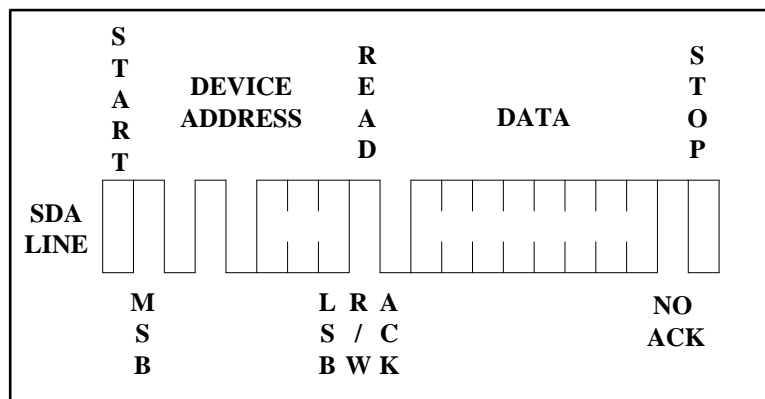 START
DEVICE
ADDRESS
READ
DATA
STOP
SDA
LINE
MSB
LSB
R/W
ACK
NO
ACK